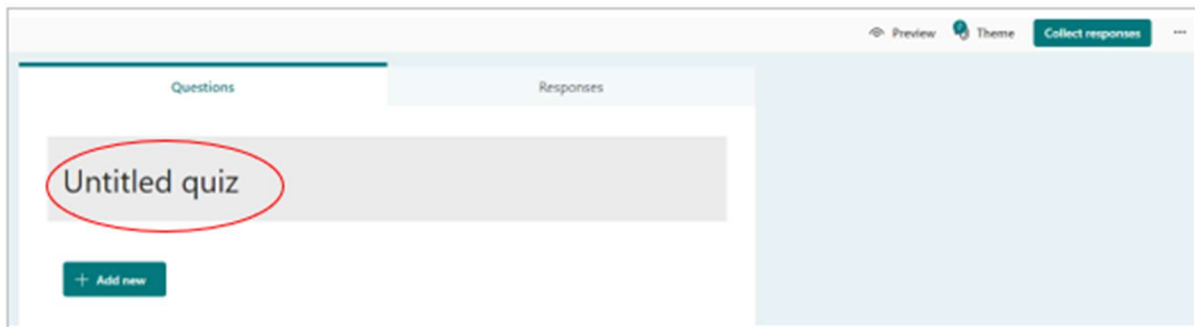 Preview Theme Collect responses ...
Questions Responses
Untitled quiz
+ Add new